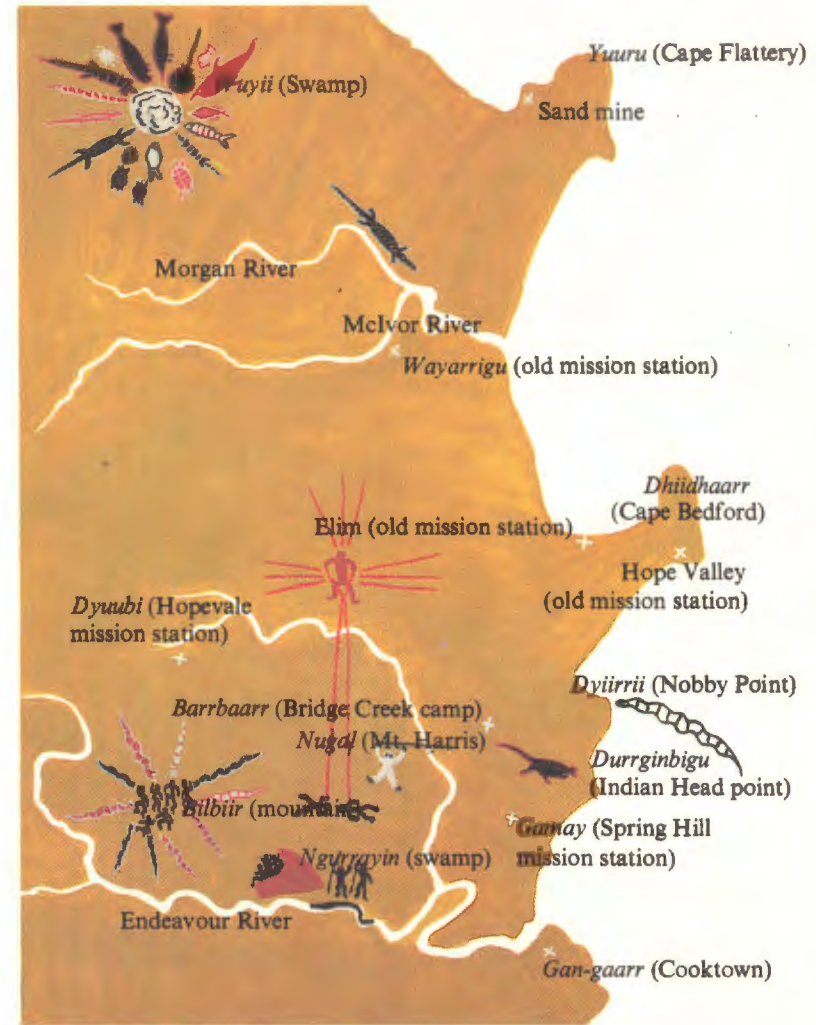 Yuuru (Cape Flattery)
(Swamp)
Sand mine
Morgan River
McIvor River
Wayarrigu (old mission station)
Dhiidhaarr
(Cape Bedford)
Elim (old mission station)
Hope Valley
(old mission station)
Dyuubi (Hopevale
mission station)
Dyiirrii (Nobby Point)
Barrbaarr (Bridge Creek camp)
Nugal (Mt. Harris)
Durrginbigu
(Indian Head point)
Bilbiir (mountain)
Gamay (Spring Hill
mission station)
Ngurrayin (swamp)
Endeavour River
Gan-gaarr (Cooktown)